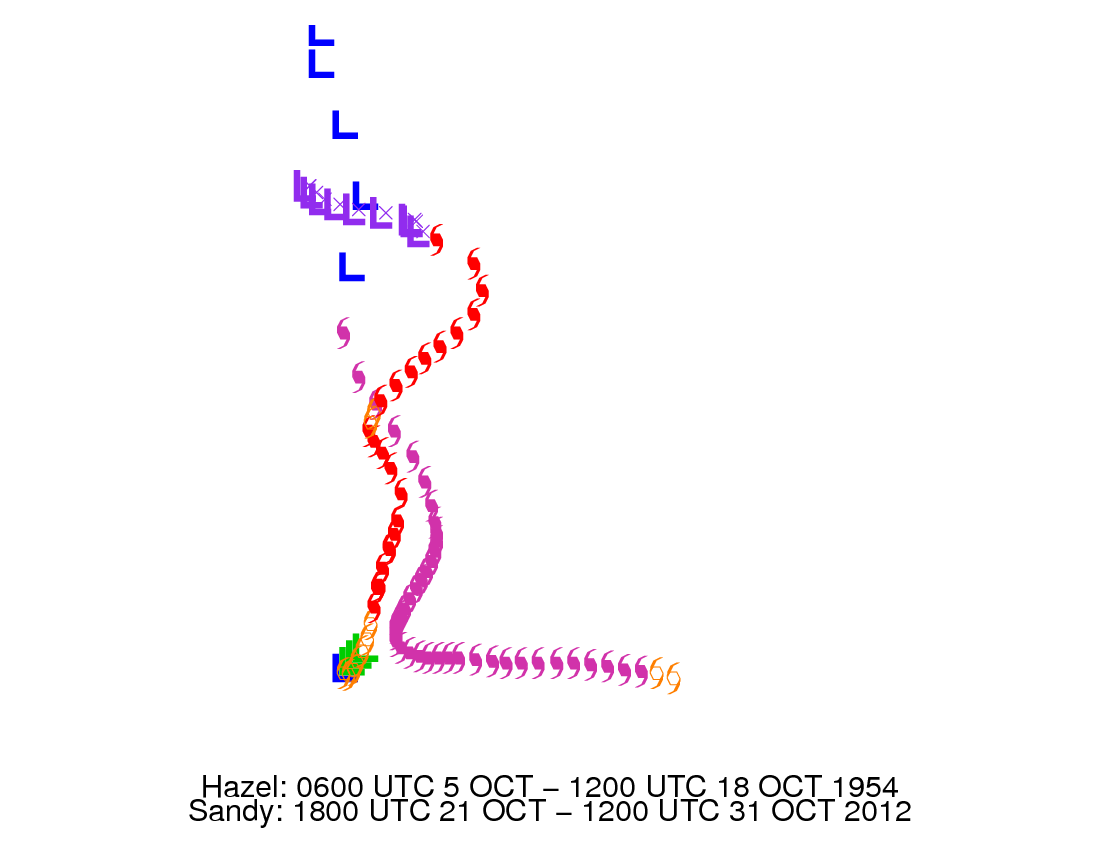 Hazel: 0600 UTC 5 OCT – 1200 UTC 18 OCT 1954
Sandy: 1800 UTC 21 OCT – 1200 UTC 31 OCT 2012